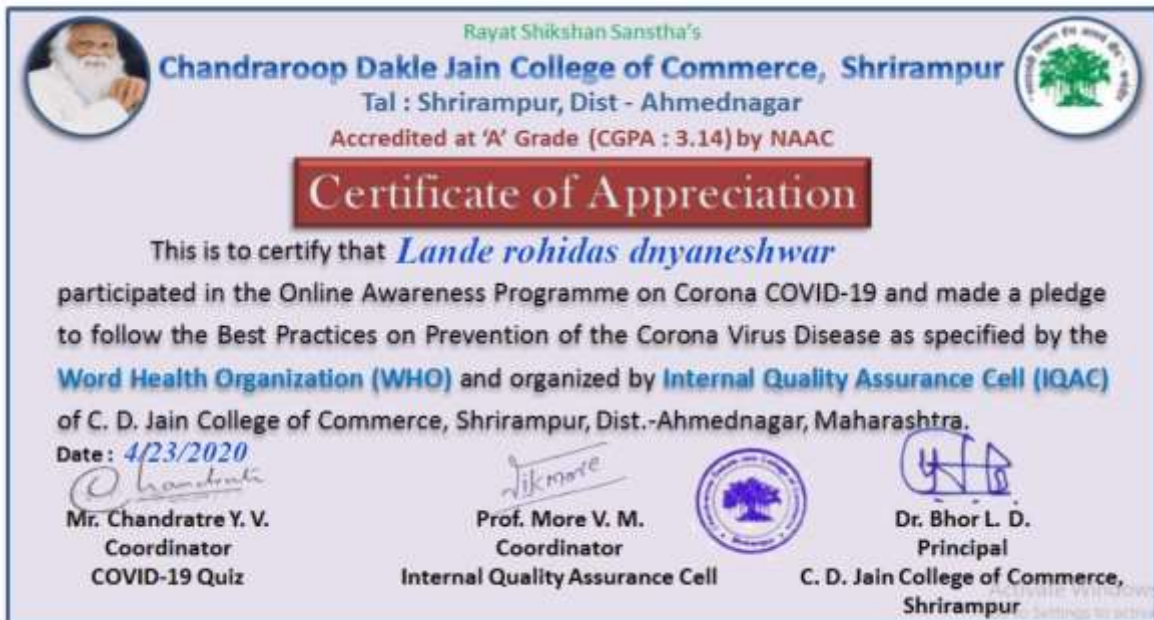 Rayat Shikshan Sanstha's
Chandraroop Dakle Jain College of Commerce, Shrirampur
Tal : Shrirampur, Dist - Ahmednagar
Accredited at 'A' Grade (CGPA : 3.14) by NAAC
Certificate of Appreciation
This is to certify that Lande rohidas dnyaneshwar
participated in the Online Awareness Programme on Corona COVID-19 and made a pledge
to follow the Best Practices on Prevention of the Corona Virus Disease as specified by the
Word Health Organization (WHO) and organized by Internal Quality Assurance Cell (IQAC)
of C. D. Jain College of Commerce, Shrirampur, Dist.-Ahmednagar, Maharashtra.
Date : 4/23/2020
Mr. Chandratre Y. V.
Coordinator
COVID-19 Quiz
Vikmore
Prof. More V. M.
Coordinator
Internal Quality Assurance Cell
Dr. Bhor L. D.
Principal
C. D. Jain College of Commerce,
Shrirampur
Activate Windows